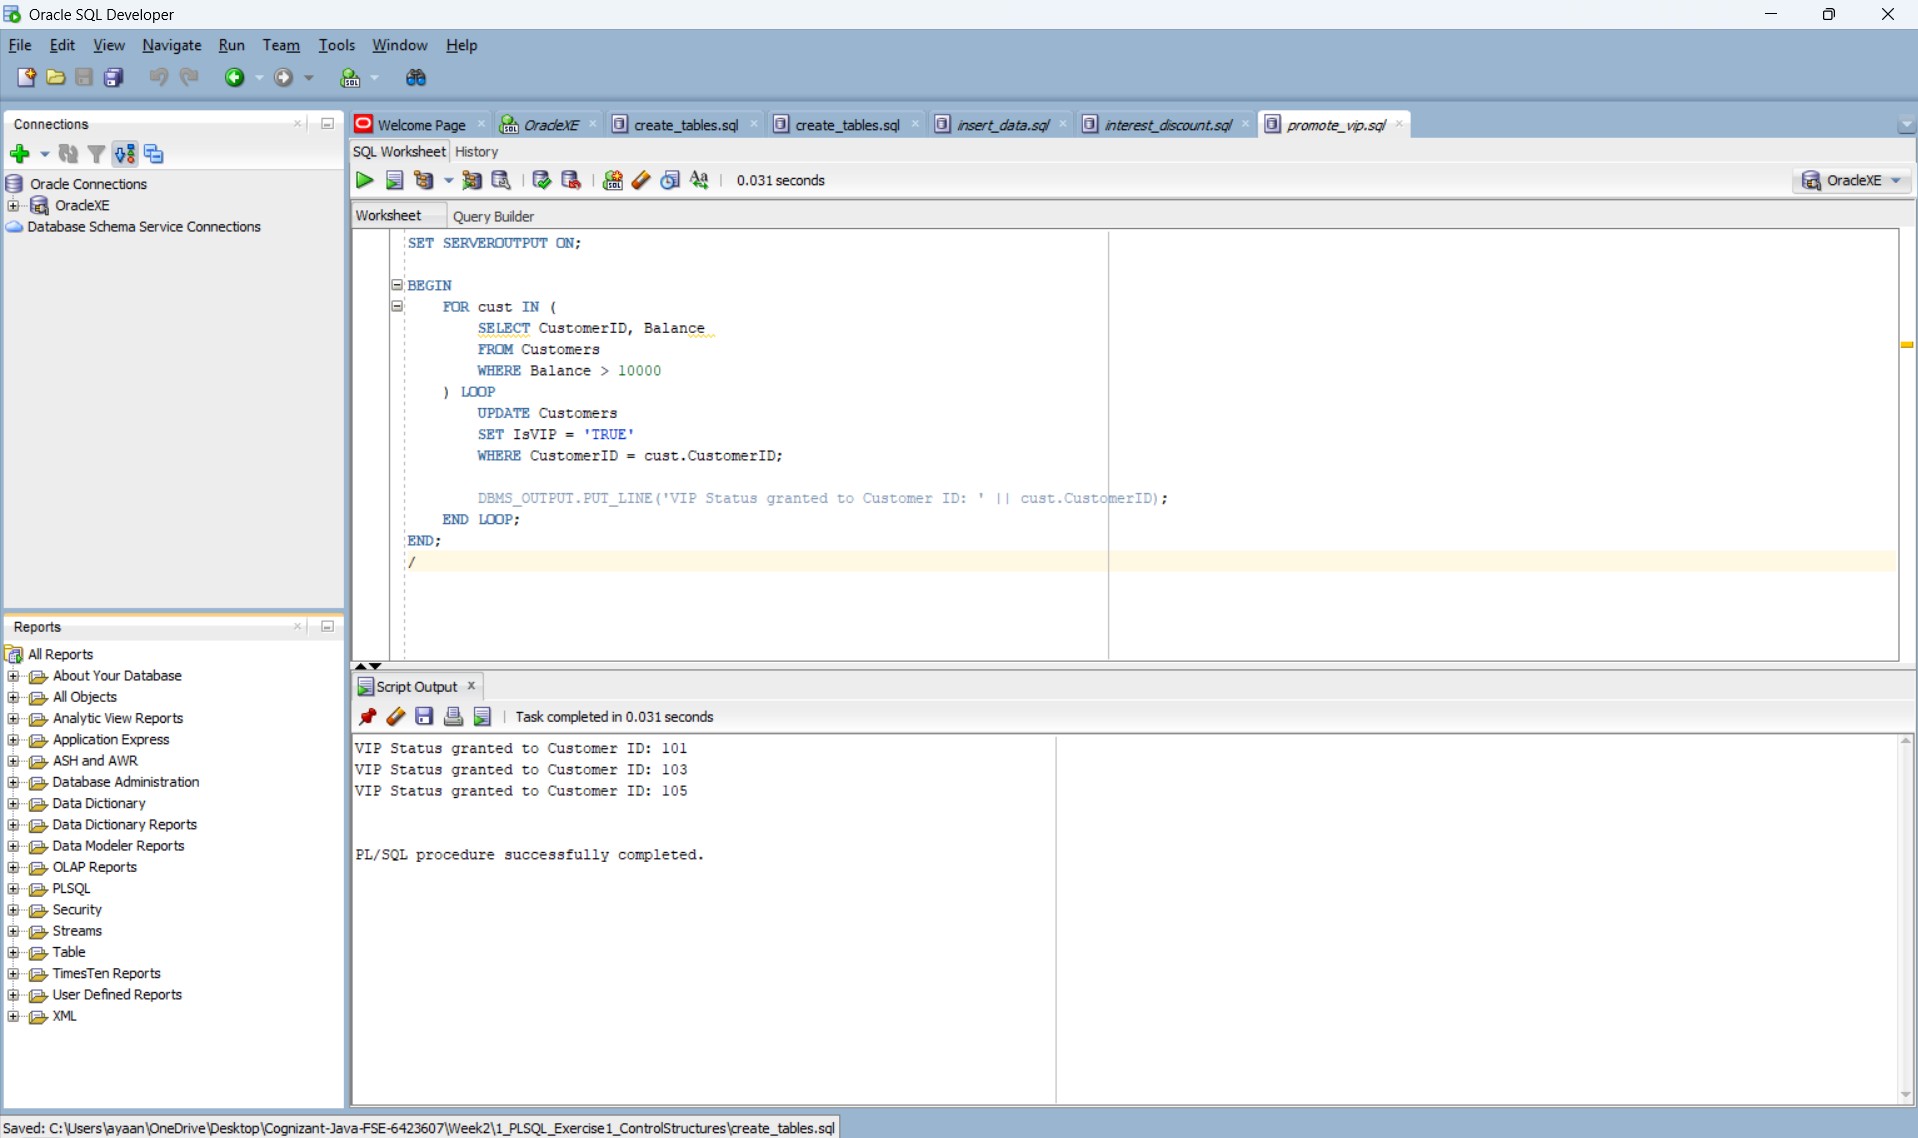 Oracle SQL Developer
File Edit View Navigate Run Team Tools Window Help
Connections
Oracle Connections
OracleXE
Database Schema Service Connections
Reports
All Reports
About Your Database
All Objects
Analytic View Reports
Application Express
ASH and AWR
Database Administration
Data Dictionary
Data Dictionary Reports
Data Modeler Reports
OLAP Reports
PLSQL
Security
Streams
Table
TimesTen Reports
User Defined Reports
XML
Welcome Page OracleXE create_tables.sql create_tables.sql insert_data.sql interest_discount.sql promote_vip.sql
SQL Worksheet History
0.031 seconds
OracleXE
Worksheet Query Builder
SET SERVEROUTPUT ON;
BEGIN
FOR cust IN (
SELECT CustomerID, Balance
FROM Customers
WHERE Balance > 10000
) LOOP
UPDATE Customers
SET IsVIP = 'TRUE'
WHERE CustomerID = cust.CustomerID;
DBMS_OUTPUT.PUT_LINE('VIP Status granted to Customer ID: ' || cust.CustomerID);
END LOOP;
END;
/
Script Output
Task completed in 0.031 seconds
VIP Status granted to Customer ID: 101
VIP Status granted to Customer ID: 103
VIP Status granted to Customer ID: 105
PL/SQL procedure successfully completed.
Saved: C:\Users\ayaan\OneDrive\Desktop\Cognizant-Java-FSE-6423607\Week2\1_PLSQL_Exercise1_ControlStructures\create_tables.sql